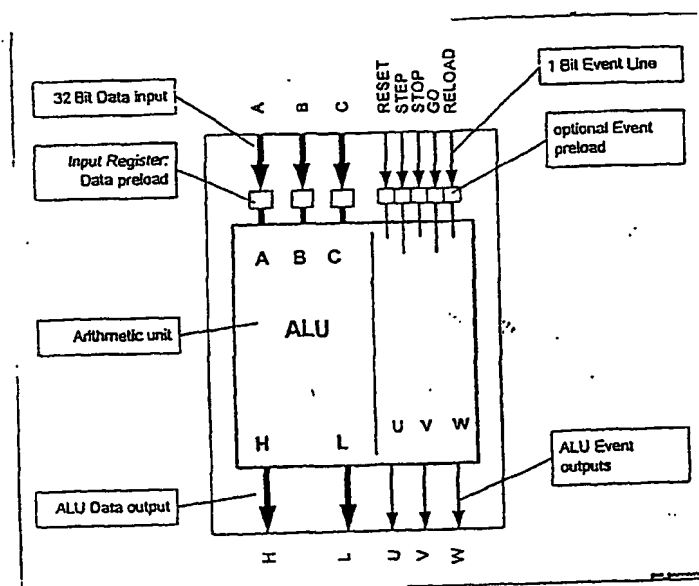 32 Bit Data input
A
B
C
RESET
STEP
STOP
GO
RELOAD
1 Bit Event Line
Input Register:
Data preload
optional Event
preload
A B C
ALU
Arithmetic unit
H L
U V W
ALU Data output
ALU Event
outputs
H
L
U
V
W